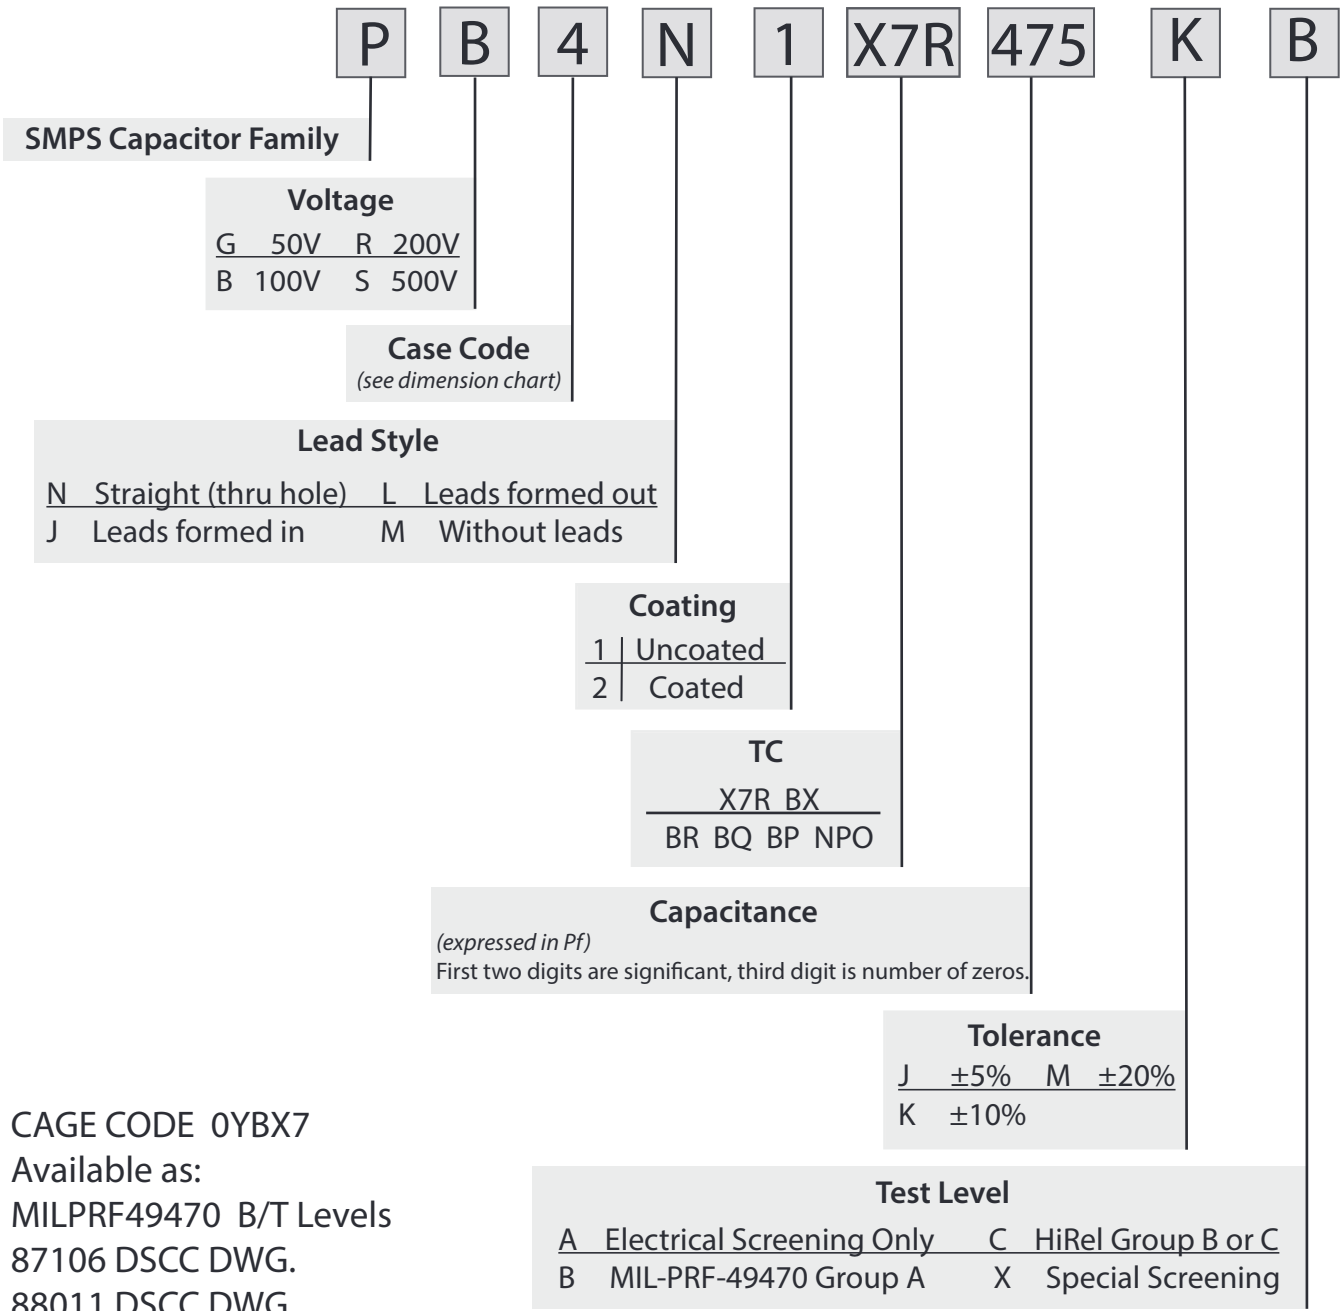 P B 4 N 1 X7R 475 K B
SMPS Capacitor Family
Voltage
G 50V R 200V
B 100V S 500V
Case Code
(see dimension chart)
Lead Style
N Straight (thru hole) L Leads formed out
J Leads formed in M Without leads
Coating
1 Uncoated
2 Coated
TC
X7R BX
BR BQ BP NPO
Capacitance
(expressed in Pf)
First two digits are significant, third digit is number of zeros.
Tolerance
J ±5% M ±20%
K ±10%
CAGE CODE 0YBX7
Available as:
MILPRF49470 B/T Levels
87106 DSCC DWG.
88011 DSCC DWG
Test Level
A Electrical Screening Only C HiRel Group B or C
B MIL-PRF-49470 Group A X Special Screening